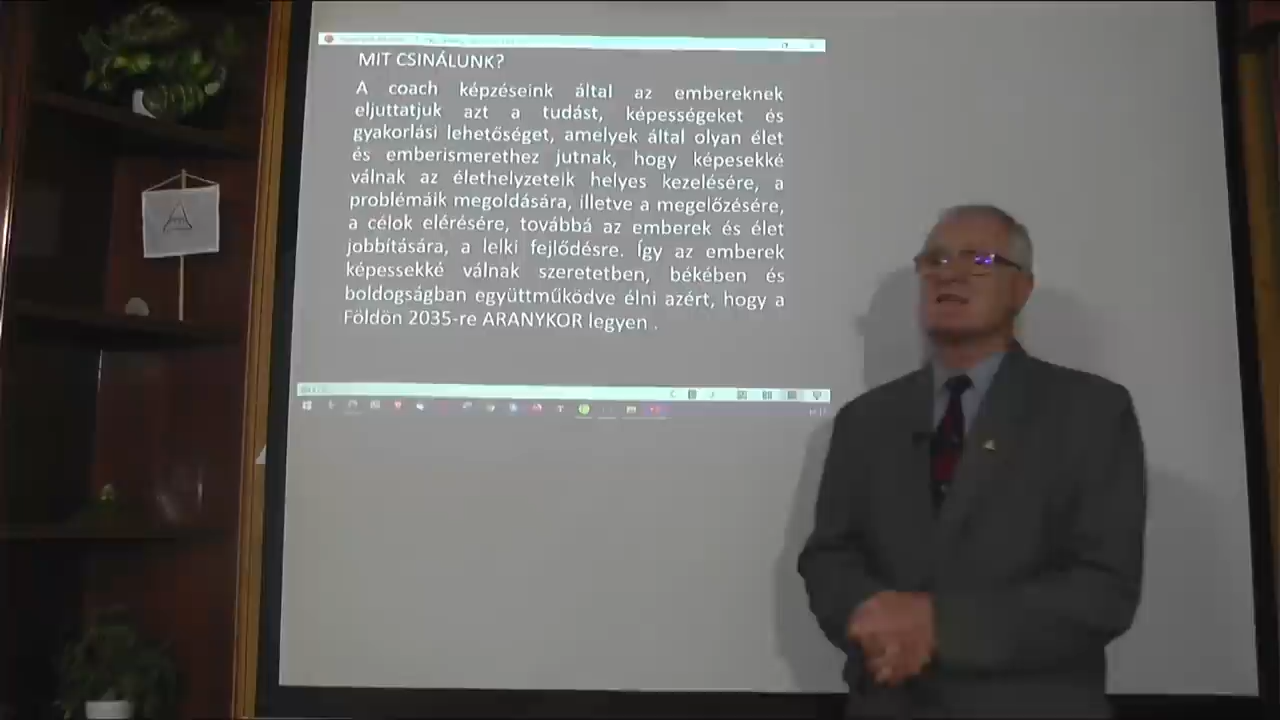 MIT CSINÁLUNK?
A coach képzéseink által az embereknek
eljuttatjuk azt a tudást, képességeket és
gyakorlási lehetőséget, amelyek által olyan élet
és emberismerethez jutnak, hogy képesekké
válnak az élethelyzeteik helyes kezelésére, a
problémáik megoldására, illetve a megelőzésére,
a célok elérésére, továbbá az emberek és élet
jobbítására, a lelki fejlődésre. Így az emberek
képessekké válnak szeretetben, békében és
boldogságban együttműködve élni azért, hogy a
Földön 2035-re ARANYKOR legyen .